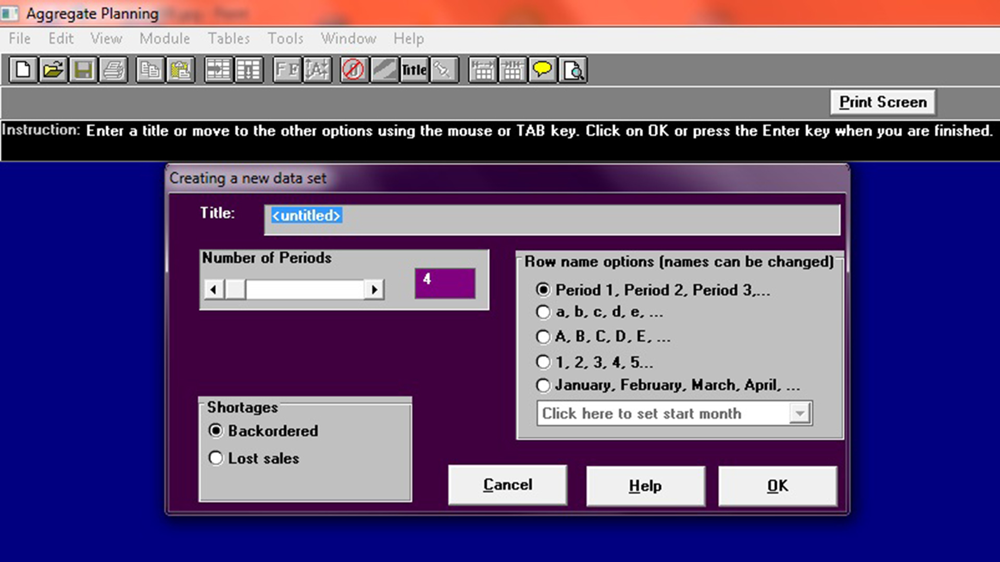 Aggregate Planning
File Edit View Module Tables Tools Window Help
Title
Print Screen
Instruction: Enter a title or move to the other options using the mouse or TAB key. Click on OK or press the Enter key when you are finished.
Creating a new data set
Title: <untitled>
Number of Periods
4
Row name options (names can be changed)
Period 1, Period 2, Period 3,...
a, b, c, d, e, ...
A, B, C, D, E, ...
1, 2, 3, 4, 5...
January, February, March, April, ...
Click here to set start month
Shortages
Backordered
Lost sales
Cancel Help OK